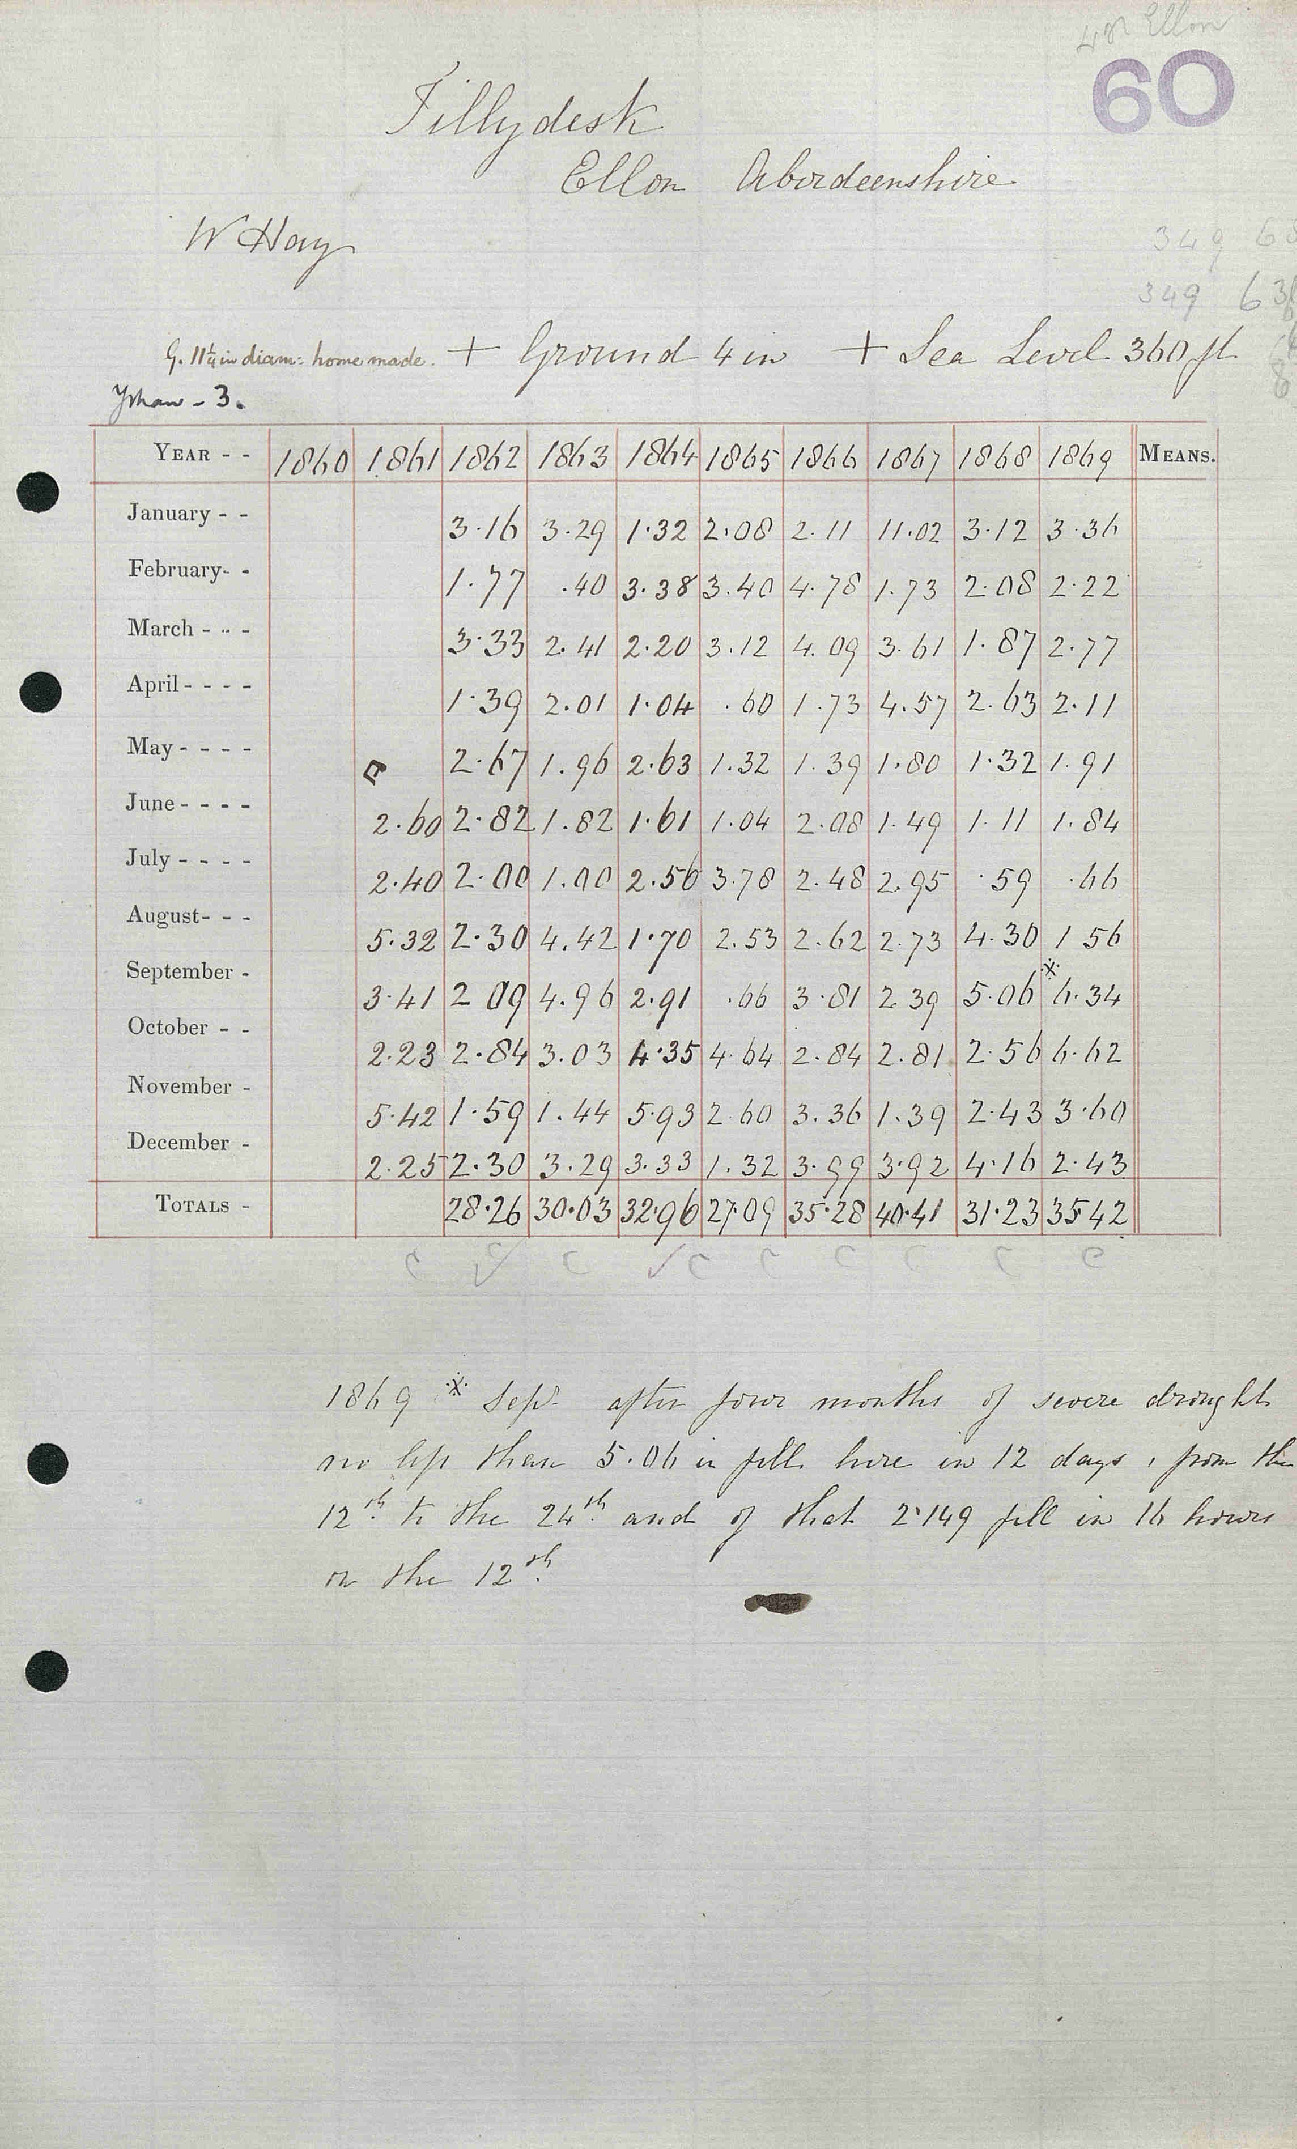 48R Ellon
60
Tillydesk
Ellon Aberdeenshire
W Hay
349 6
349 63
G. 11¼ in diam: home made. + Ground 4 in + Sea Level 360 ft
Ythan - 3.
YEAR - - 1860 1861 1862 1863 1864 1865 1866 1867 1868 1869 MEANS.
January - - 3.16 3.29 1.32 2.08 2.11 11.02 3.12 3.36
February- - 1.77 .40 3.38 3.40 4.78 1.73 2.08 2.22
March - - - 3.33 2.41 2.20 3.12 4.09 3.61 1.87 2.77
April - - - - 1.39 2.01 1.04 .60 1.73 4.57 2.63 2.11
May - - - - 2.67 1.96 2.63 1.32 1.39 1.80 1.32 1.91
June - - - - 2.60 2.82 1.82 1.61 1.04 2.08 1.49 1.11 1.84
July - - - - 2.40 2.00 1.00 2.56 3.78 2.48 2.95 .59 .66
August- - - 5.32 2.30 4.42 1.70 2.53 2.62 2.73 4.30 1 56
September - 3.41 2 09 4.96 2.91 .66 3.81 2 39 5.06 * 6.34
October - - 2.23 2.84 3.03 4.35 4.64 2.84 2.81 2.56 6.62
November - 5.42 1.59 1.44 5.93 2.60 3.36 1.39 2.43 3.60
December - 2.25 2.30 3.29 3.33 1.32 3.99 3.92 4.16 2.43
TOTALS - 28.26 30.03 32.96 27.09 35.28 40.41 31.23 35 42
c c c c c c c c c
1869 * Sept after four months of severe drought
no less than 5.06 in fell here in 12 days, from the
12th to the 24th and of that 2.149 fell in 16 hours
on the 12th